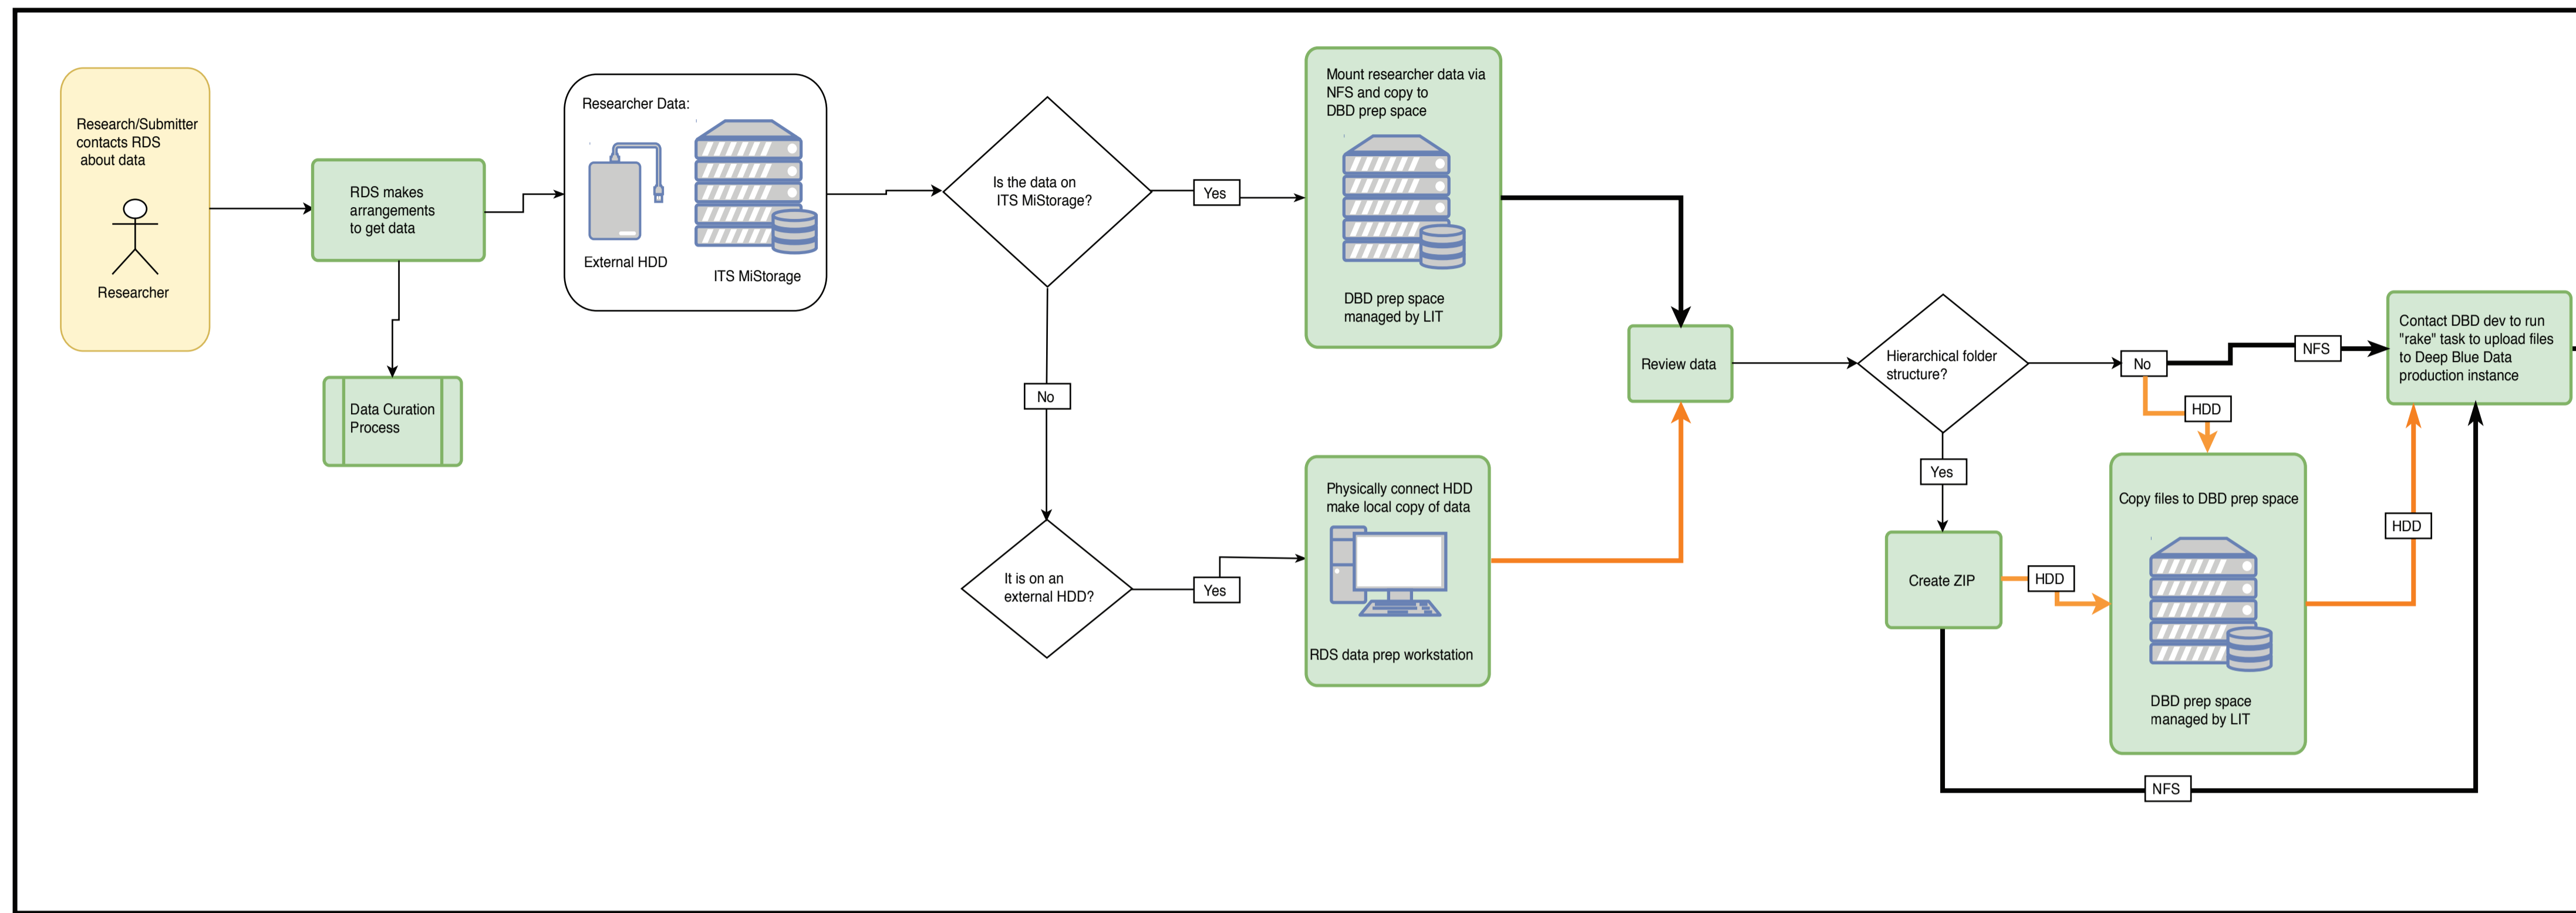 Research/Submitter
contacts RDS
about data
Researcher
RDS makes
arrangements
to get data
Data Curation
Process
Researcher Data:
External HDD
ITS MiStorage
Is the data on
ITS MiStorage?
Yes
No
It is on an
external HDD?
Yes
Mount researcher data via
NFS and copy to
DBD prep space
DBD prep space
managed by LIT
Physically connect HDD
make local copy of data
RDS data prep workstation
Review data
Hierarchical folder
structure?
No
NFS
HDD
Yes
Create ZIP
HDD
Copy files to DBD prep space
DBD prep space
managed by LIT
HDD
NFS
Contact DBD dev to run
"rake" task to upload files
to Deep Blue Data
production instance